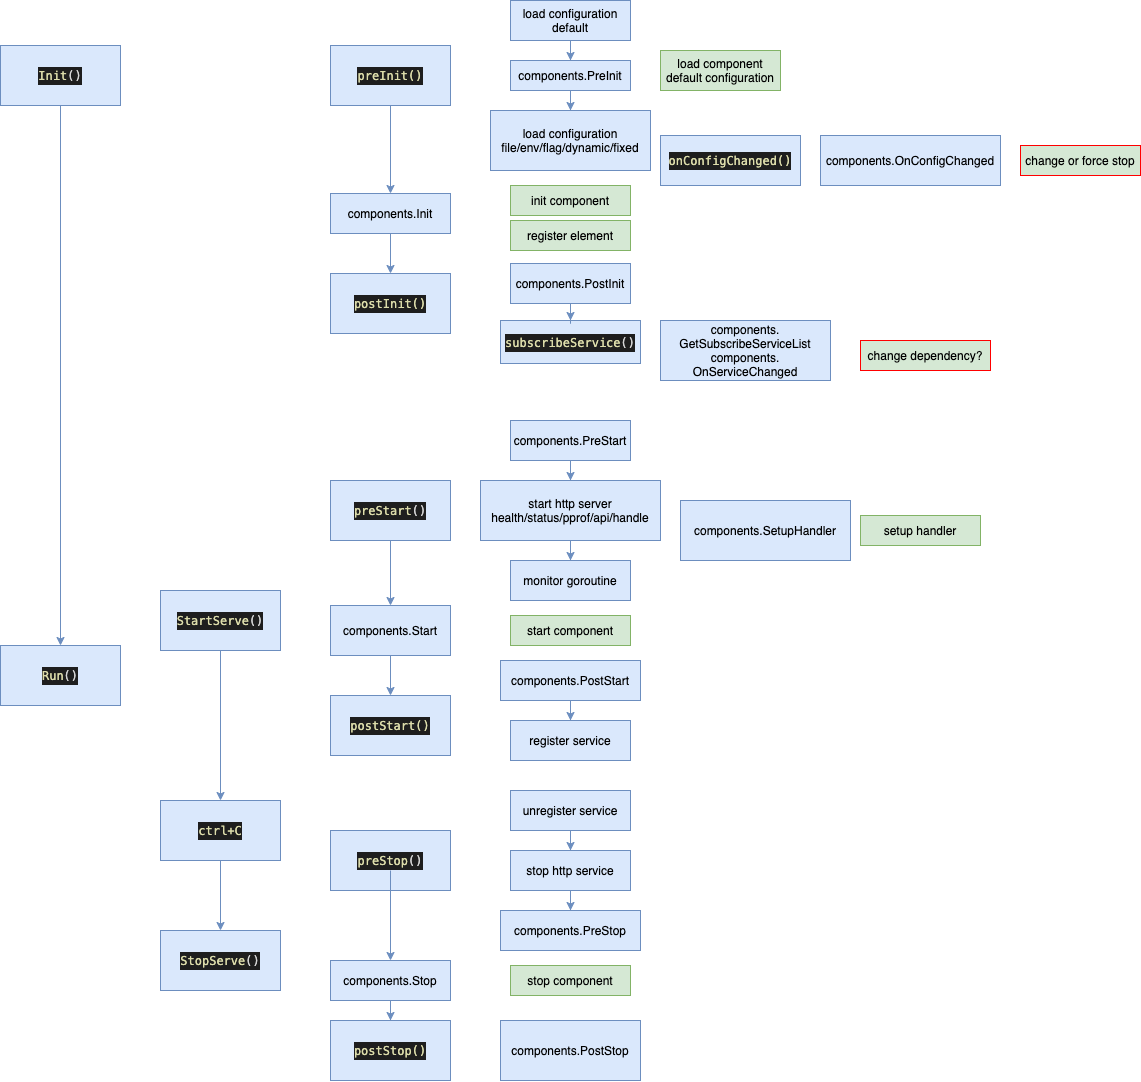 load configuration
default
Init()
preInit()
components.PreInit
load component
default configuration
load configuration
file/env/flag/dynamic/fixed
onConfigChanged()
components.OnConfigChanged
change or force stop
components.Init
init component
register element
postInit()
components.PostInit
subscribeService()
components.
GetSubscribeServiceList
components.
OnServiceChanged
change dependency?
components.PreStart
preStart()
start http server
health/status/pprof/api/handle
components.SetupHandler
setup handler
monitor goroutine
StartServe()
components.Start
start component
Run()
components.PostStart
postStart()
register service
unregister service
ctrl+C
preStop()
stop http service
components.PreStop
StopServe()
components.Stop
stop component
postStop()
components.PostStop